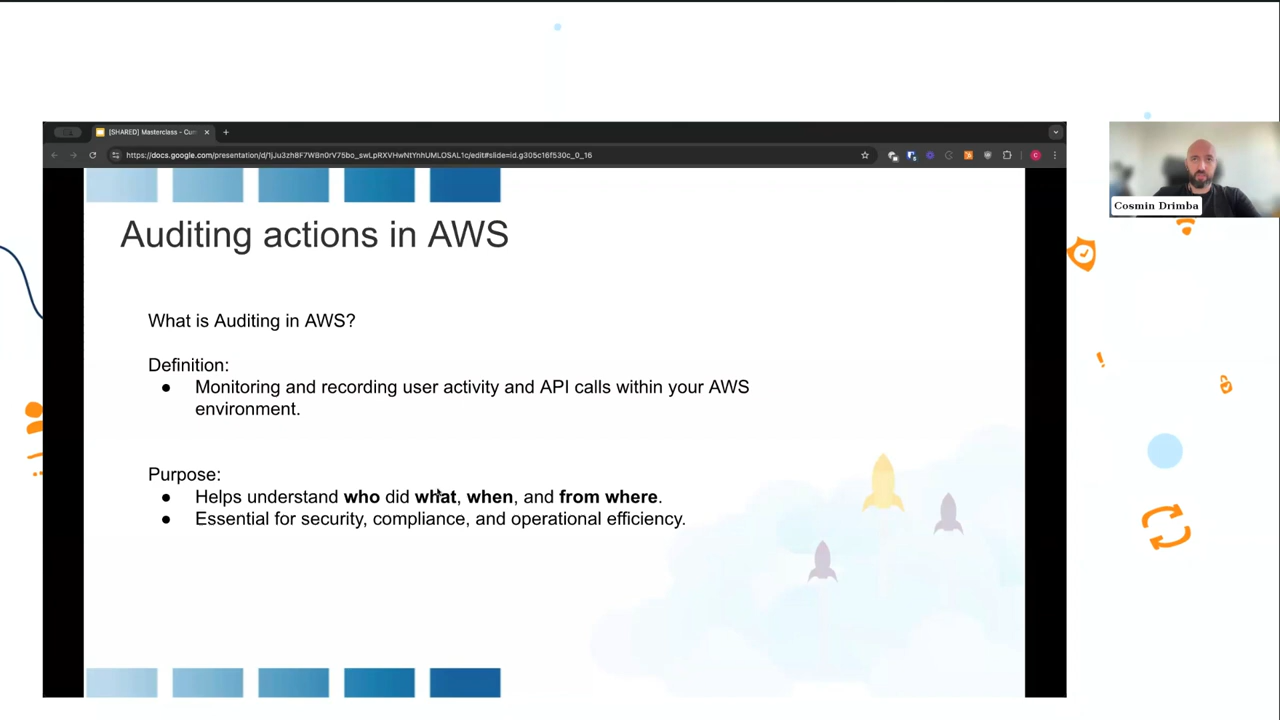 [SHARED] Masterclass - Cum
https://docs.google.com/presentation/d/1jJu3zh8F7WBn0rV75bo_swLpRXVHwNtYnhUMLOSAL1c/edit#slide=id.g305c16f530c_0_16
Cosmin Drimba
Auditing actions in AWS
What is Auditing in AWS?
Definition:
● Monitoring and recording user activity and API calls within your AWS
environment.
Purpose:
● Helps understand who did what, when, and from where.
● Essential for security, compliance, and operational efficiency.